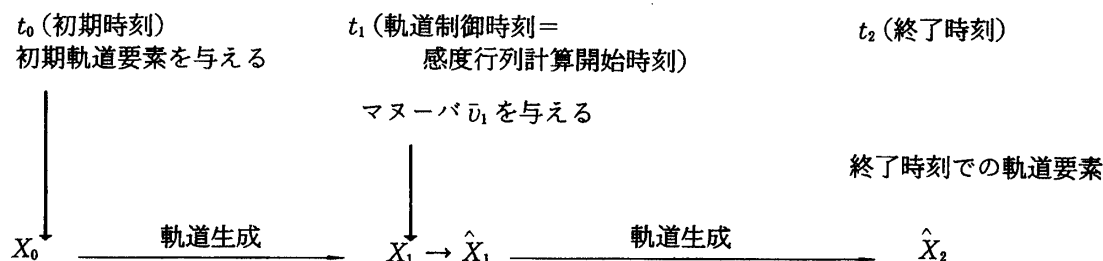 t₀ (初期時刻)
初期軌道要素を与える
t₁ (軌道制御時刻=
感度行列計算開始時刻)
マヌーバ ῡ₁ を与える
t₂ (終了時刻)
終了時刻での軌道要素
X₀ 軌道生成 X₁ → X̂₁ 軌道生成 X̂₂